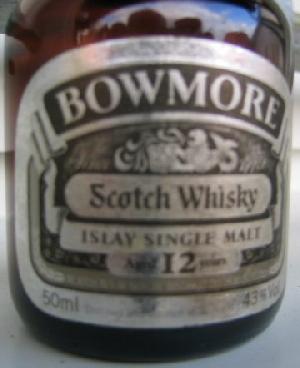 BOWMORE
Scotch Whisky
ISLAY SINGLE MALT
Aged 12 years
50ml 43% Vol